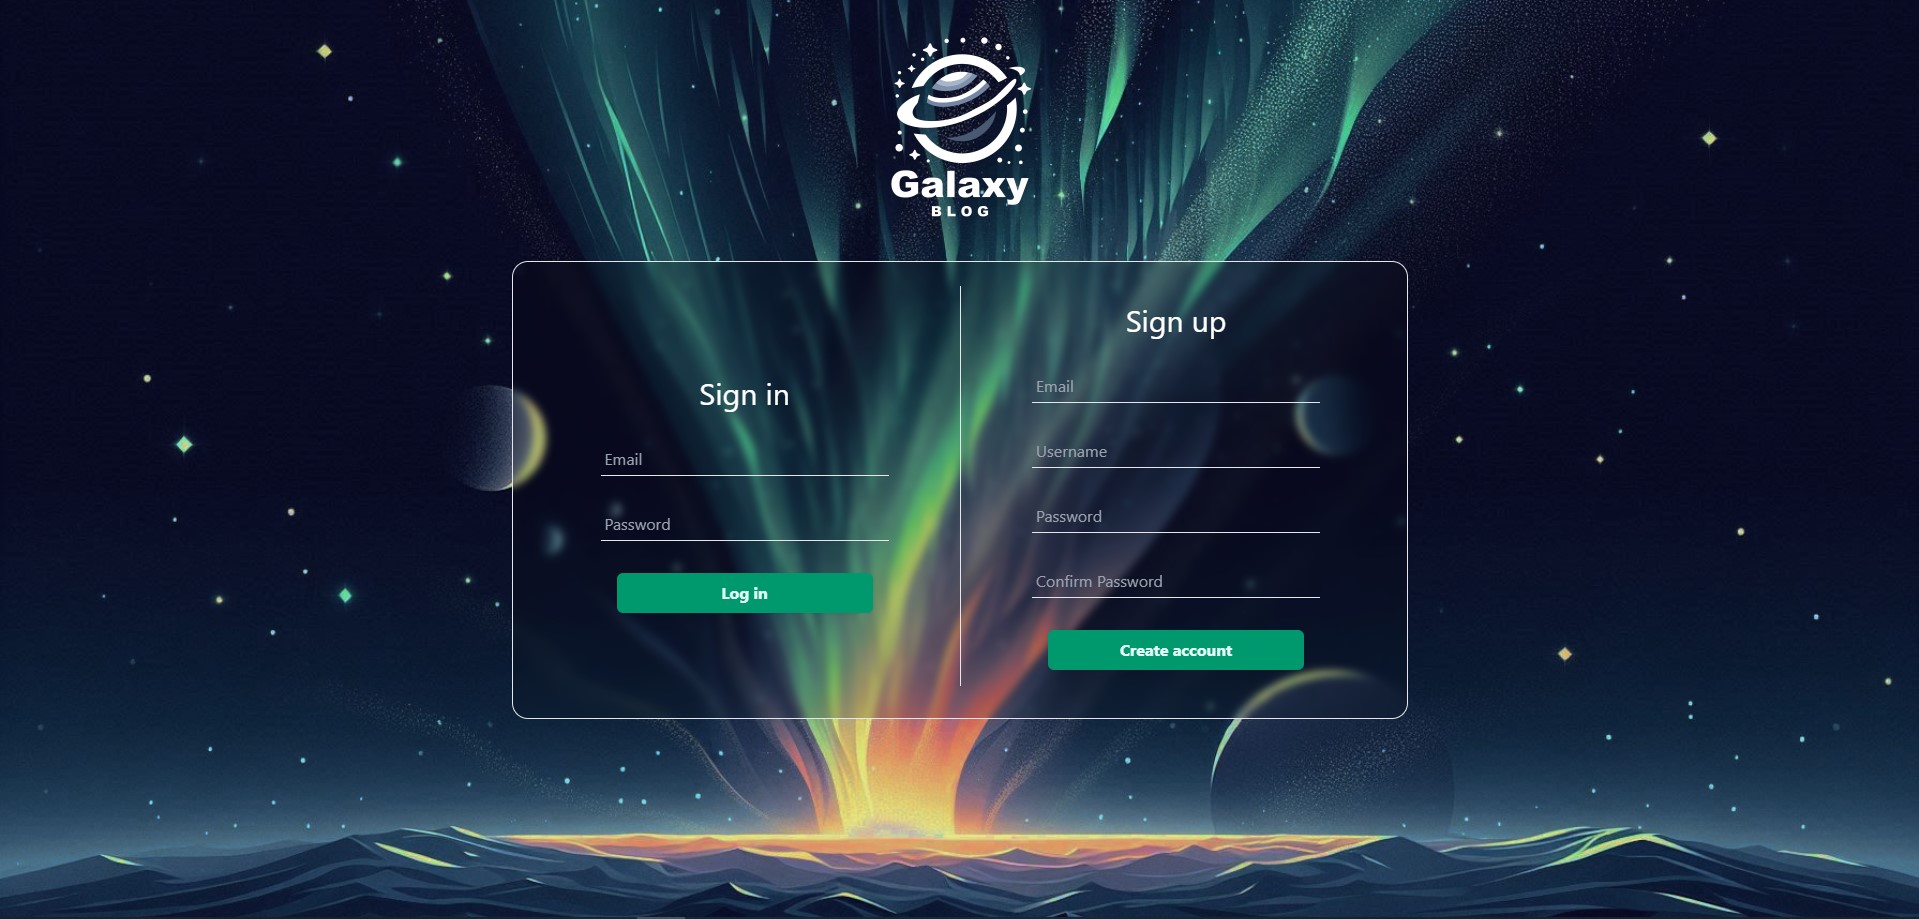 Galaxy
BLOG
Sign in
Email
Password
Log in
Sign up
Email
Username
Password
Confirm Password
Create account